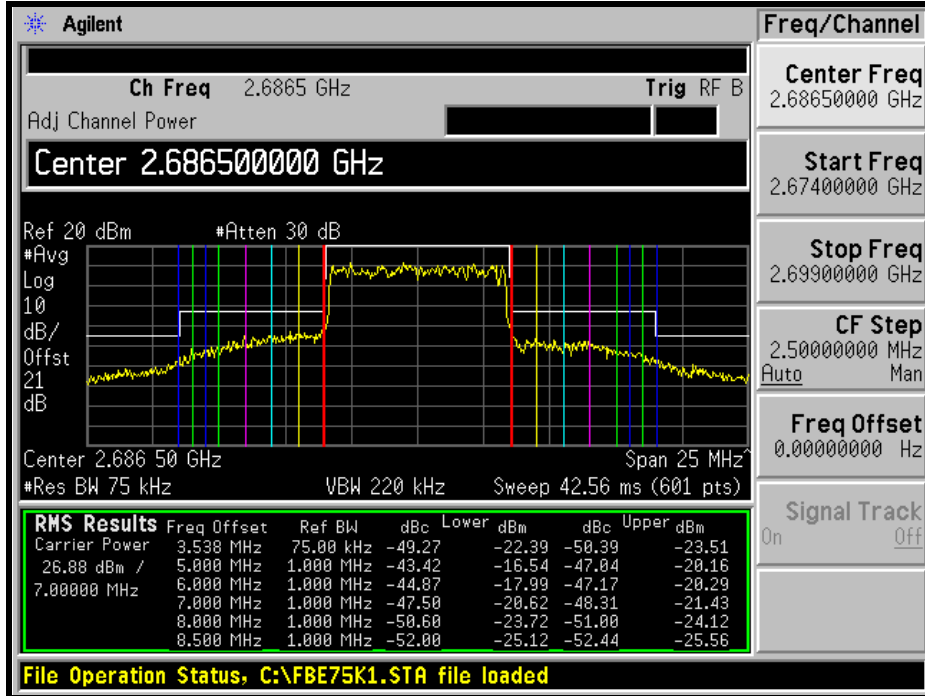 Agilent
Freq/Channel
Ch Freq 2.6865 GHz Trig RF B
Adj Channel Power
Center 2.686500000 GHz
Ref 20 dBm #Atten 30 dB
#Avg
Log
10
dB/
Offst
21
dB
Center 2.686 50 GHz Span 25 MHz^
#Res BW 75 kHz VBW 220 kHz Sweep 42.56 ms (601 pts)
RMS Results Freq Offset Ref BW dBc Lower dBm dBc Upper dBm
Carrier Power 3.538 MHz 75.00 kHz -49.27 -22.39 -50.39 -23.51
26.88 dBm / 5.000 MHz 1.000 MHz -43.42 -16.54 -47.04 -20.16
7.00000 MHz 6.000 MHz 1.000 MHz -44.87 -17.99 -47.17 -20.29
7.000 MHz 1.000 MHz -47.50 -20.62 -48.31 -21.43
8.000 MHz 1.000 MHz -50.60 -23.72 -51.00 -24.12
8.500 MHz 1.000 MHz -52.00 -25.12 -52.44 -25.56
File Operation Status, C:\FBE75K1.STA file loaded
Center Freq
2.68650000 GHz
Start Freq
2.67400000 GHz
Stop Freq
2.69900000 GHz
CF Step
2.50000000 MHz
Auto Man
Freq Offset
0.00000000 Hz
Signal Track
On Off